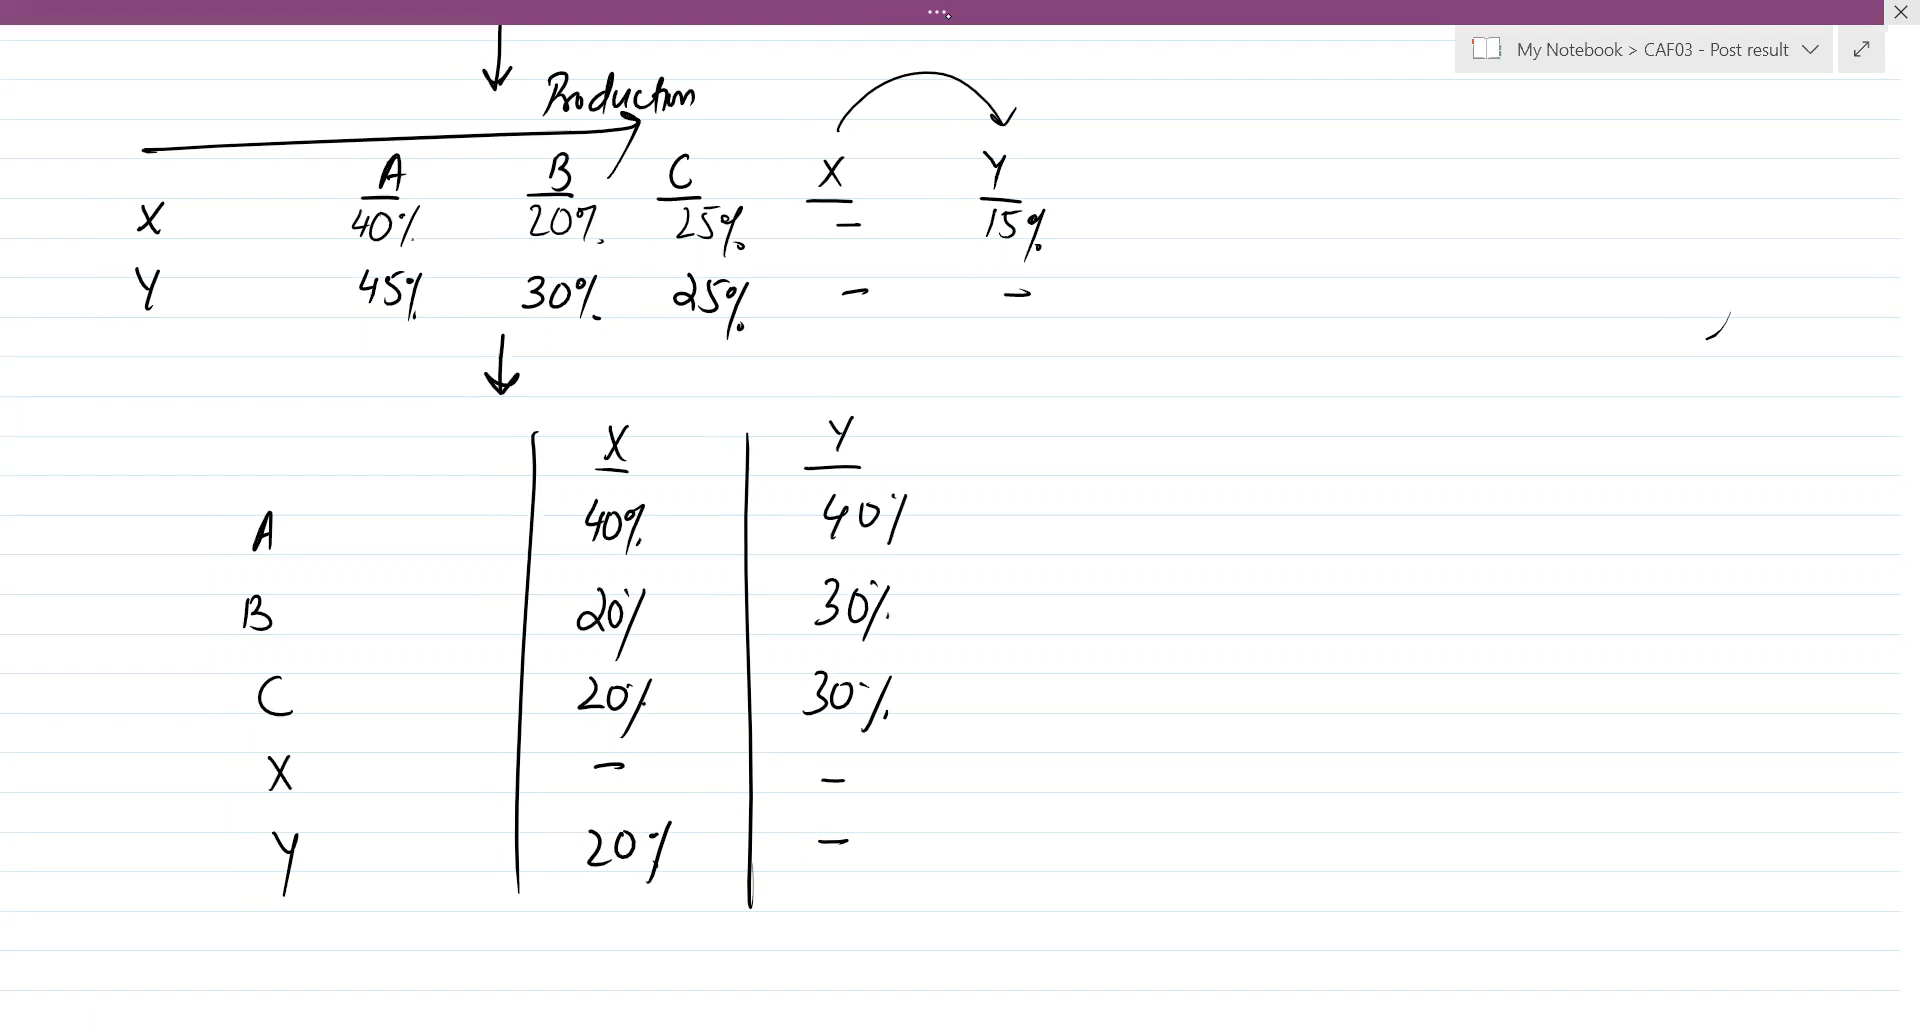 My Notebook > CAF03 - Post result
Production
A B C X Y
X 40% 20% 25% - 15%
Y 45% 30% 25% - -
X Y
A 40% 40%
B 20% 30%
C 20% 30%
X - -
Y 20% -